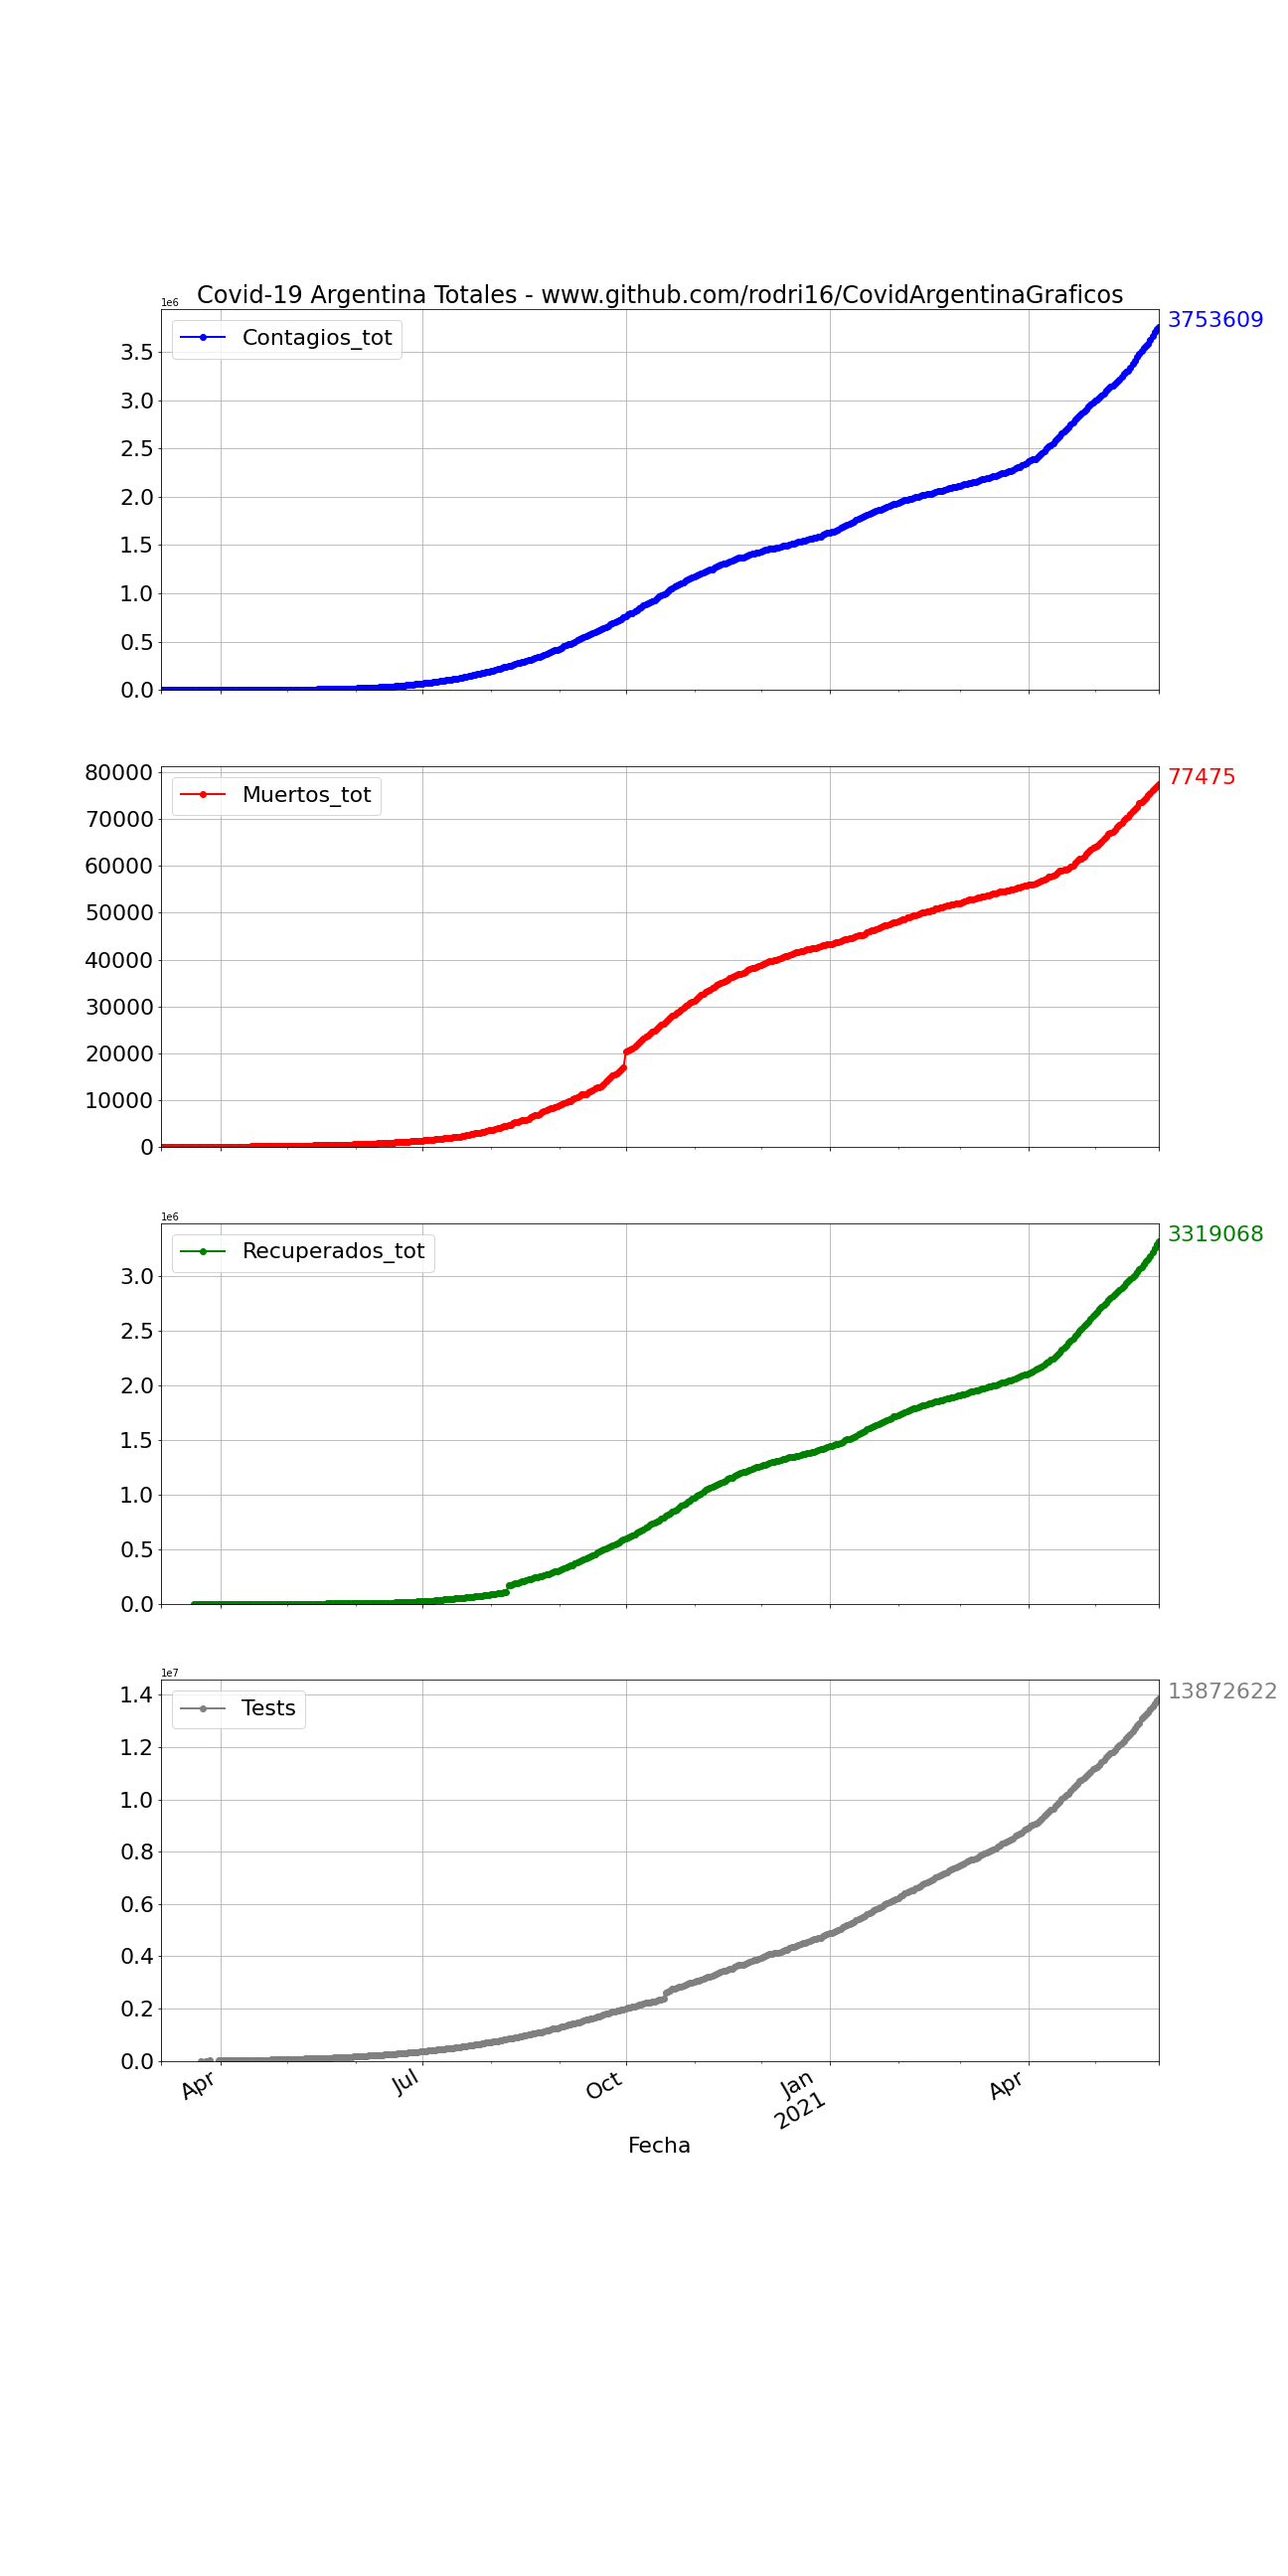 Covid-19 Argentina Totales - www.github.com/rodri16/CovidArgentinaGraficos
1e6
3753609
Contagios_tot
3.5
3.0
2.5
2.0
1.5
1.0
0.5
0.0
77475
Muertos_tot
80000
70000
60000
50000
40000
30000
20000
10000
0
1e6
3319068
Recuperados_tot
3.0
2.5
2.0
1.5
1.0
0.5
0.0
1e7
13872622
Tests
1.4
1.2
1.0
0.8
0.6
0.4
0.2
0.0
Apr
Jul
Oct
Jan
2021
Apr
Fecha